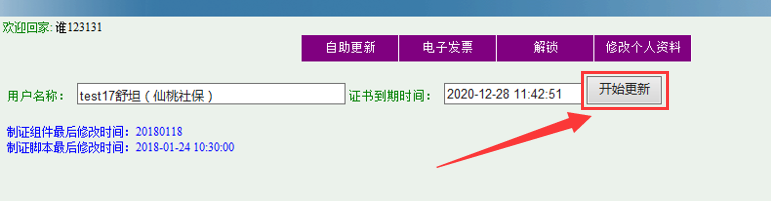 欢迎回家: 谁123131
自助更新 电子发票 解锁 修改个人资料
用户名称： test17舒坦（仙桃社保） 证书到期时间： 2020-12-28 11:42:51 开始更新
制证组件最后修改时间：20180118
制证脚本最后修改时间：2018-01-24 10:30:00